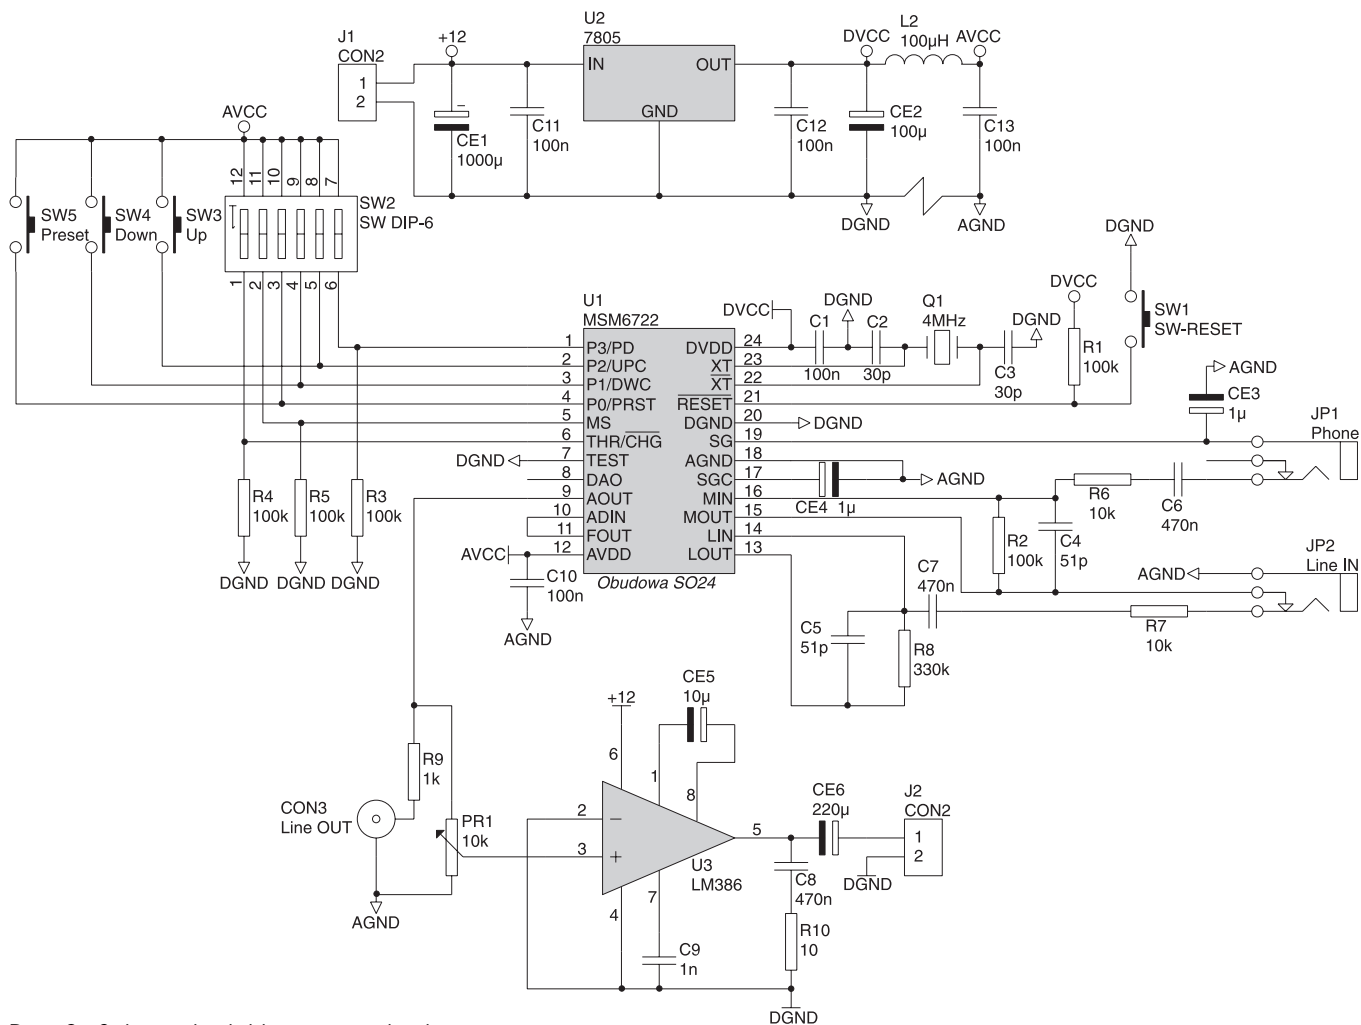 J1
CON2
1
2
+12
U2
7805
IN
OUT
GND
DVCC
L2
100µH
AVCC
–
CE1
1000µ
C11
100n
C12
100n
CE2
100µ
C13
100n
DGND
AGND
AVCC
12
11
10
9
8
7
SW5
Preset
SW4
Down
SW3
Up
SW2
SW DIP-6
1
2
3
4
5
6
DGND
SW1
SW-RESET
U1
MSM6722
DVCC
C1
100n
DGND
C2
30p
Q1
4MHz
C3
30p
DGND
DVCC
R1
100k
1 P3/PD
2 P2/UPC
3 P1/DWC
4 P0/PRST
5 MS
6 THR/CHG
7 TEST
8 DAO
9 AOUT
10 ADIN
11 FOUT
12 AVDD
DVDD 24
XT 23
XT 22
RESET 21
DGND 20
SG 19
AGND 18
SGC 17
MIN 16
MOUT 15
LIN 14
LOUT 13
Obudowa SO24
DGND
DGND
AGND
AGND
CE3
1µ
JP1
Phone
CE4
1µ
R6
10k
C6
470n
R2
100k
C4
51p
JP2
Line IN
AGND
R4
100k
R5
100k
R3
100k
DGND
DGND
DGND
AVCC
C10
100n
AGND
C7
470n
R7
10k
C5
51p
R8
330k
CE5
10µ
+12
6
1
8
R9
1k
CON3
Line OUT
PR1
10k
AGND
2
–
3
+
5
U3
LM386
4
7
C9
1n
CE6
220µ
J2
CON2
1
2
DGND
C8
470n
R10
10
DGND